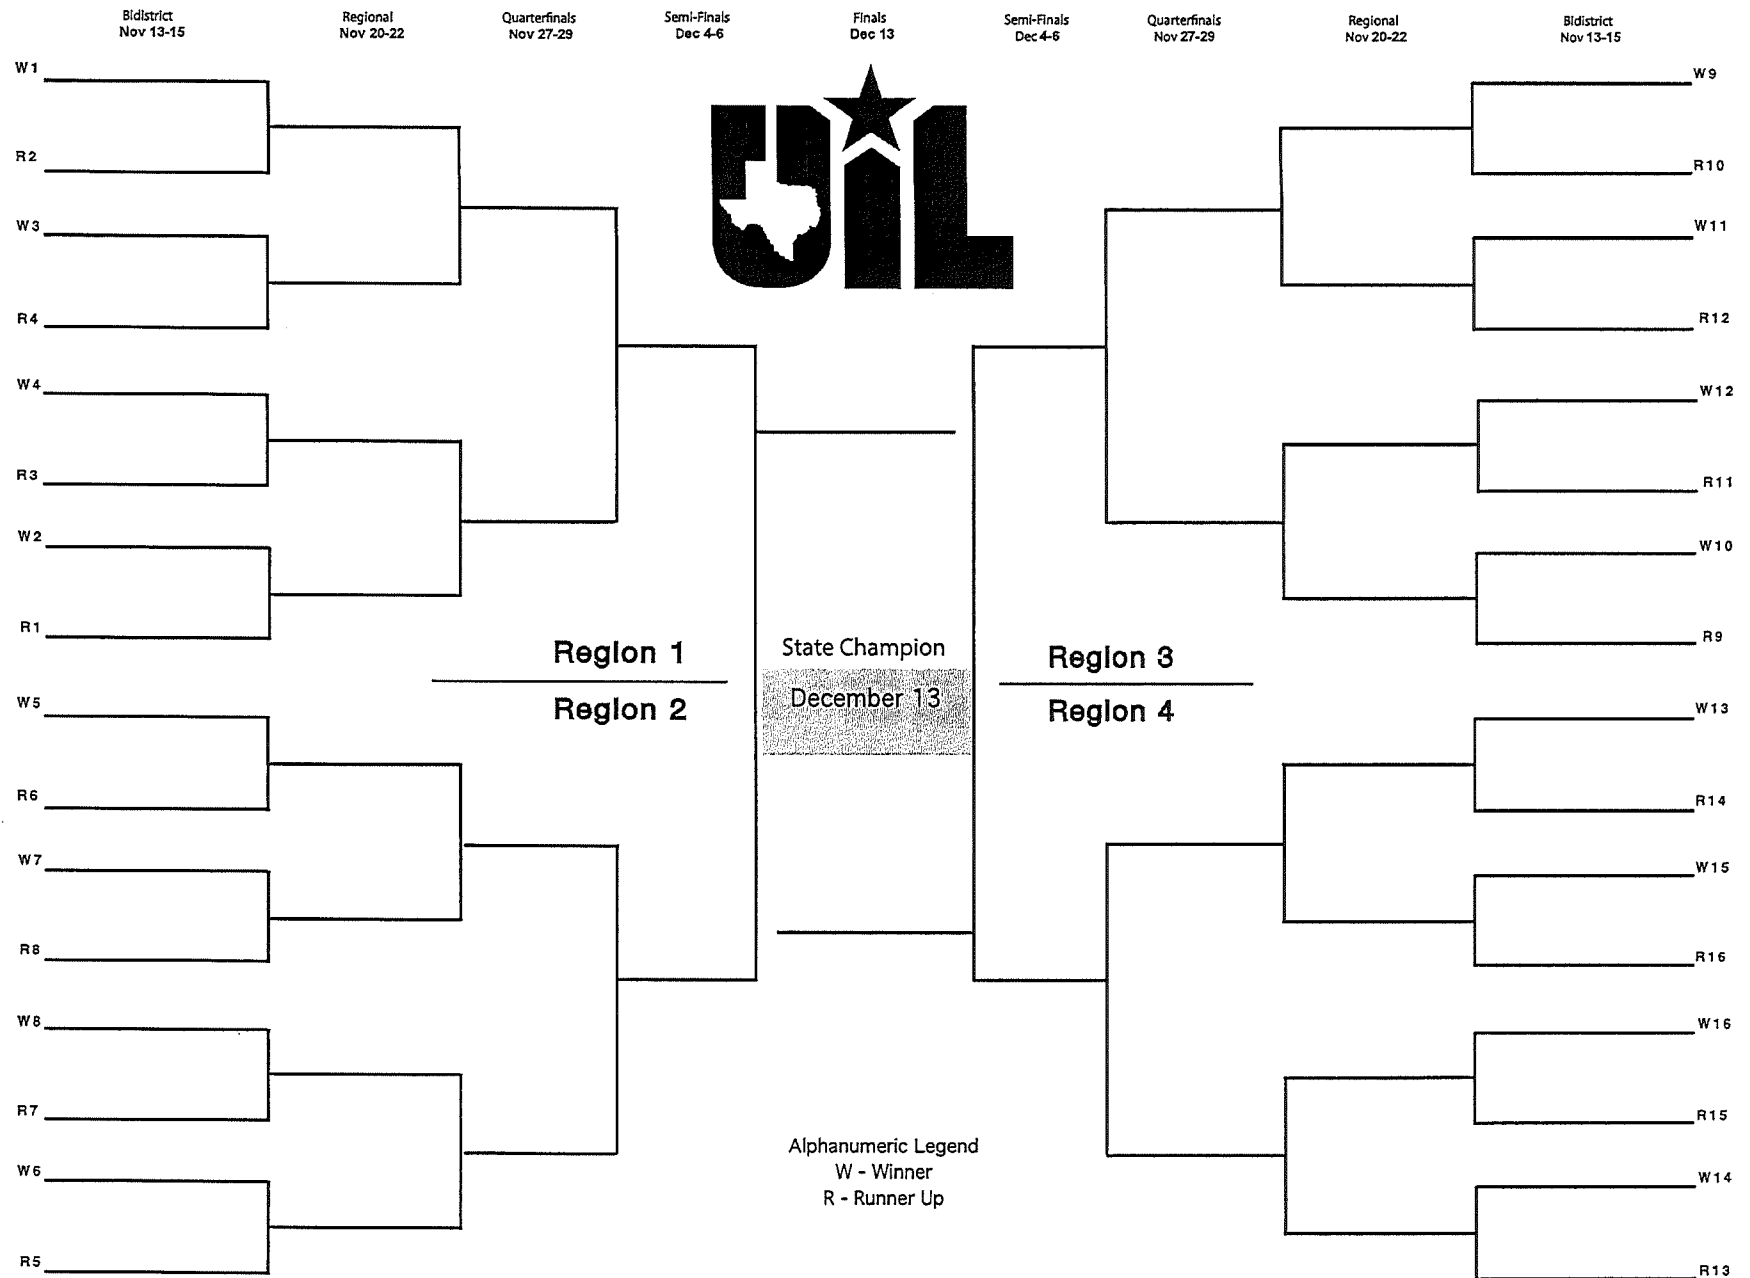 Bidistrict
Nov 13-15
Regional
Nov 20-22
Quarterfinals
Nov 27-29
Semi-Finals
Dec 4-6
Finals
Dec 13
Semi-Finals
Dec 4-6
Quarterfinals
Nov 27-29
Regional
Nov 20-22
Bidistrict
Nov 13-15
UIL
W1
R2
W3
R4
W4
R3
W2
R1
W5
R6
W7
R8
W8
R7
W6
R5
Region 1
Region 2
State Champion
December 13
Region 3
Region 4
Alphanumeric Legend
W - Winner
R - Runner Up
W9
R10
W11
R12
W12
R11
W10
R9
W13
R14
W15
R16
W16
R15
W14
R13